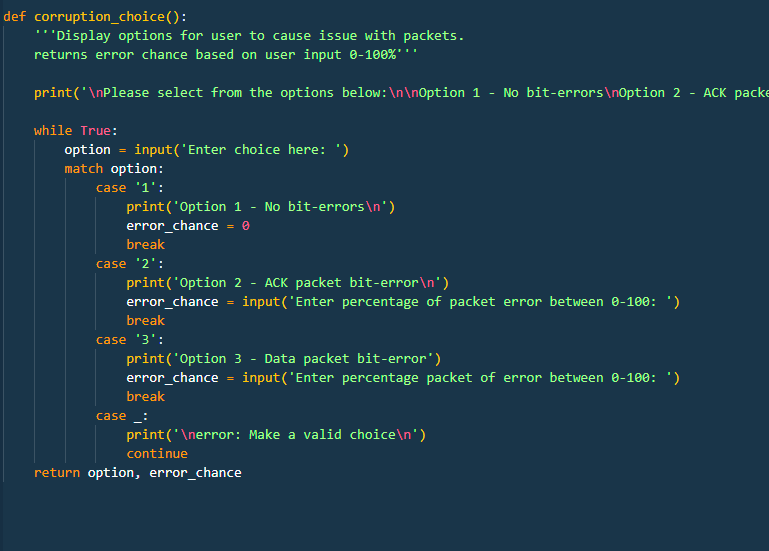 def corruption_choice():
    '''Display options for user to cause issue with packets.
    returns error chance based on user input 0-100%'''

    print('\nPlease select from the options below:\n\nOption 1 - No bit-errors\nOption 2 - ACK packe

    while True:
        option = input('Enter choice here: ')
        match option:
            case '1':
                print('Option 1 - No bit-errors\n')
                error_chance = 0
                break
            case '2':
                print('Option 2 - ACK packet bit-error\n')
                error_chance = input('Enter percentage of packet error between 0-100: ')
                break
            case '3':
                print('Option 3 - Data packet bit-error')
                error_chance = input('Enter percentage packet of error between 0-100: ')
                break
            case _:
                print('\nerror: Make a valid choice\n')
                continue
    return option, error_chance